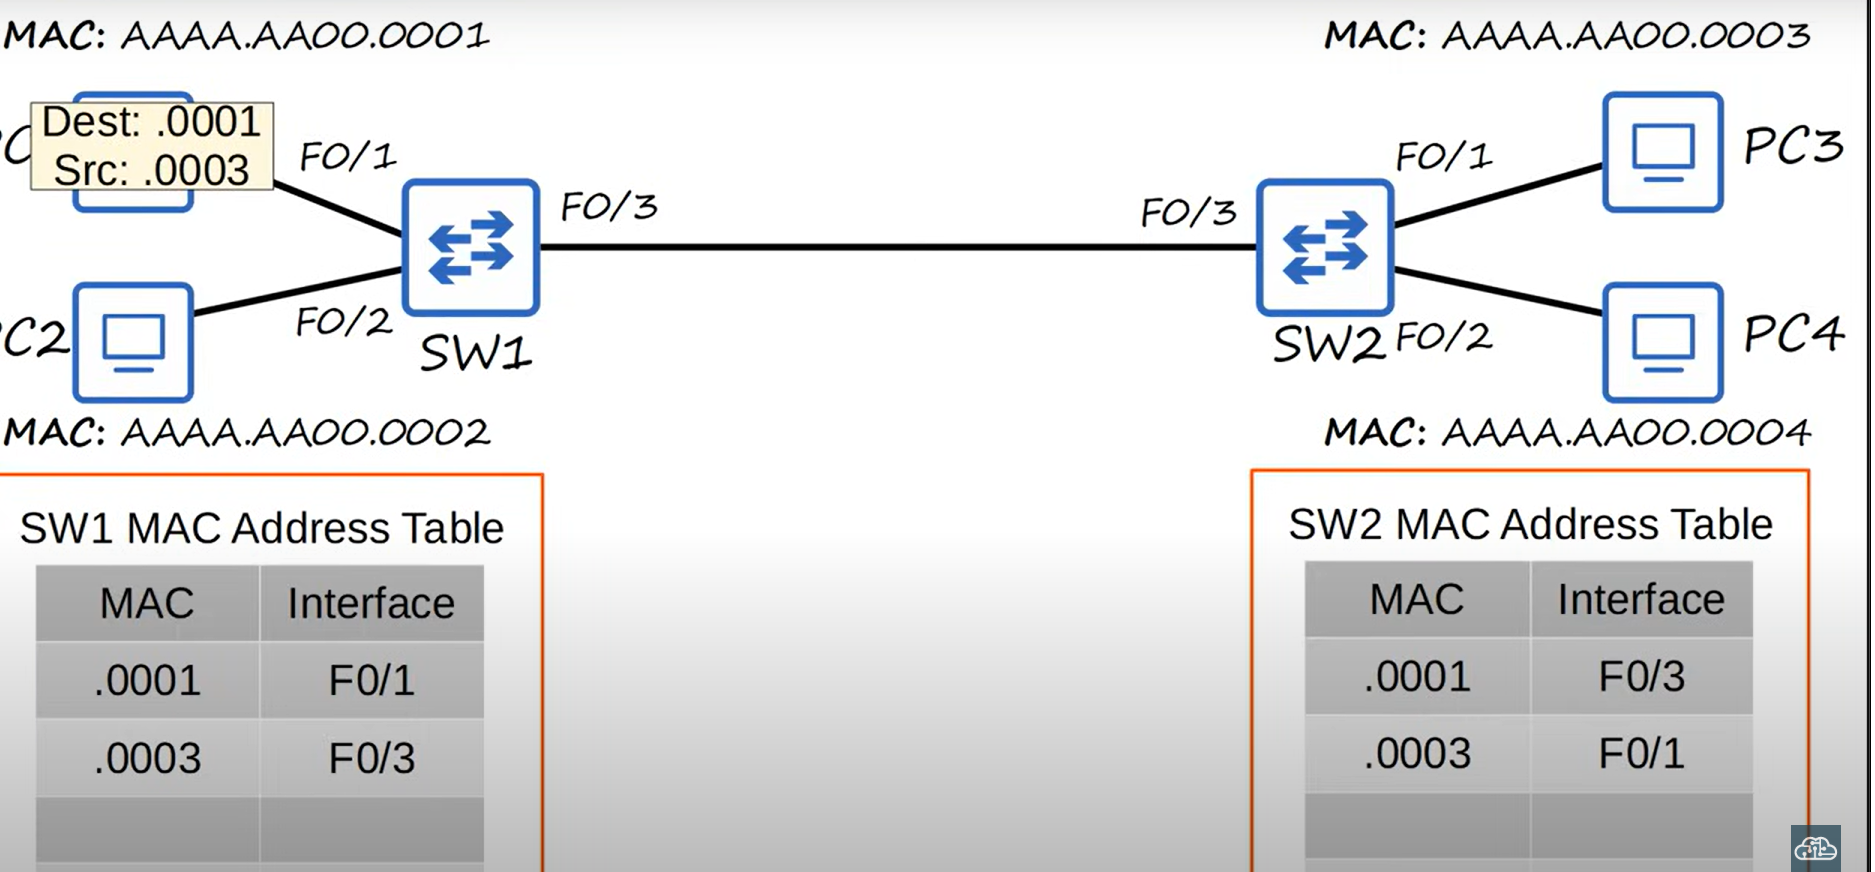 MAC: AAAA.AA00.0001
MAC: AAAA.AA00.0003
Dest: .0001
Src: .0003
F0/1
F0/3
F0/2
SW1
F0/3
F0/1
PC3
SW2
F0/2
PC4
C2
MAC: AAAA.AA00.0002
MAC: AAAA.AA00.0004
SW1 MAC Address Table
MAC Interface
.0001 F0/1
.0003 F0/3
SW2 MAC Address Table
MAC Interface
.0001 F0/3
.0003 F0/1